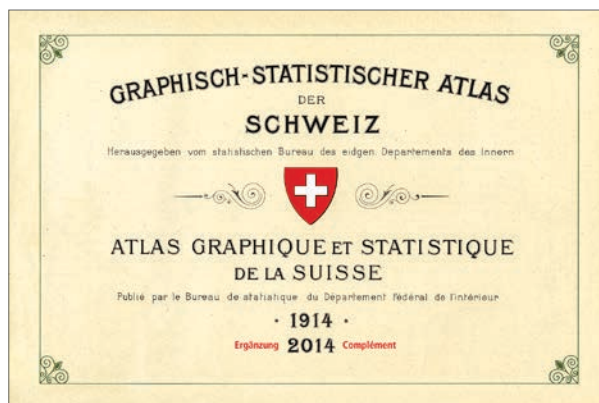 GRAPHISCH-STATISTISCHER ATLAS
DER
SCHWEIZ
Herausgegeben vom statistischen Bureau des eidgen. Departements des Innern
ATLAS GRAPHIQUE ET STATISTIQUE
DE LA SUISSE
Publié par le Bureau de statistique du Département fédéral de l'intérieur
· 1914 ·
Ergänzung 2014 Complément